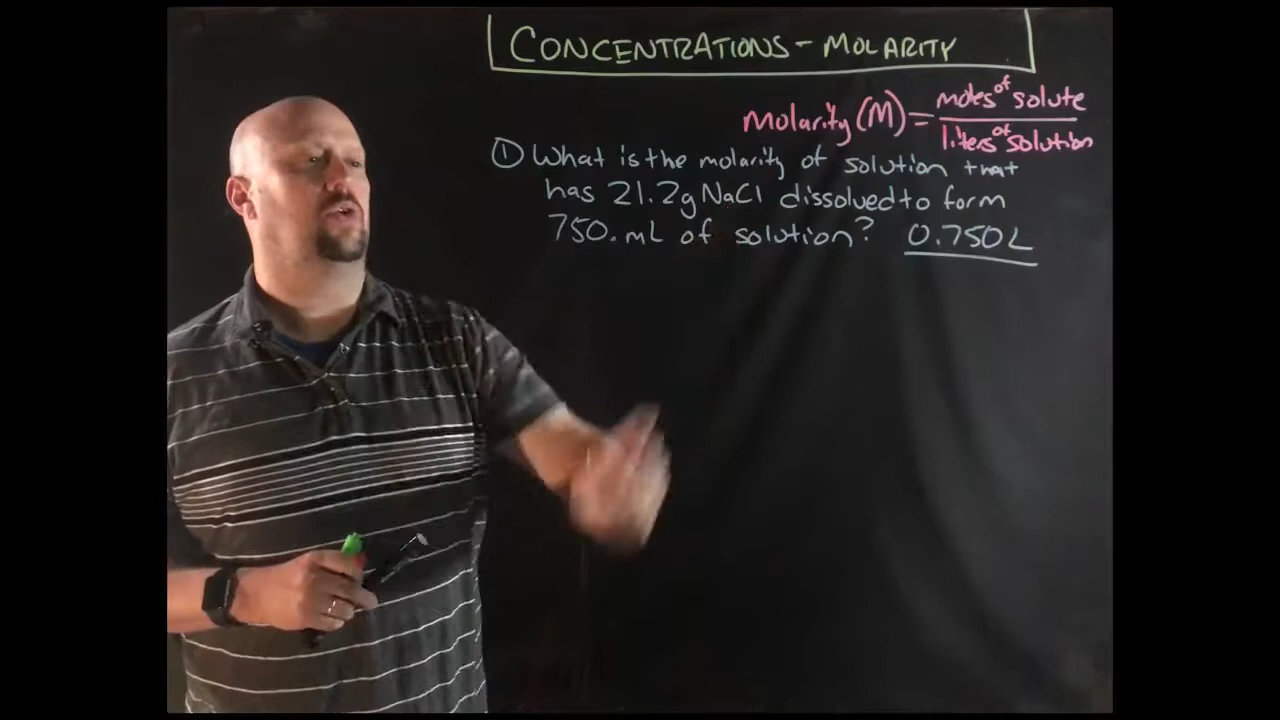 CONCENTRATIONS - MOLARITY
Molarity (M) = moles of solute
liters of solution
① What is the molarity of solution that
has 21.2g NaCl dissolved to form
750. mL of solution? 0.750L